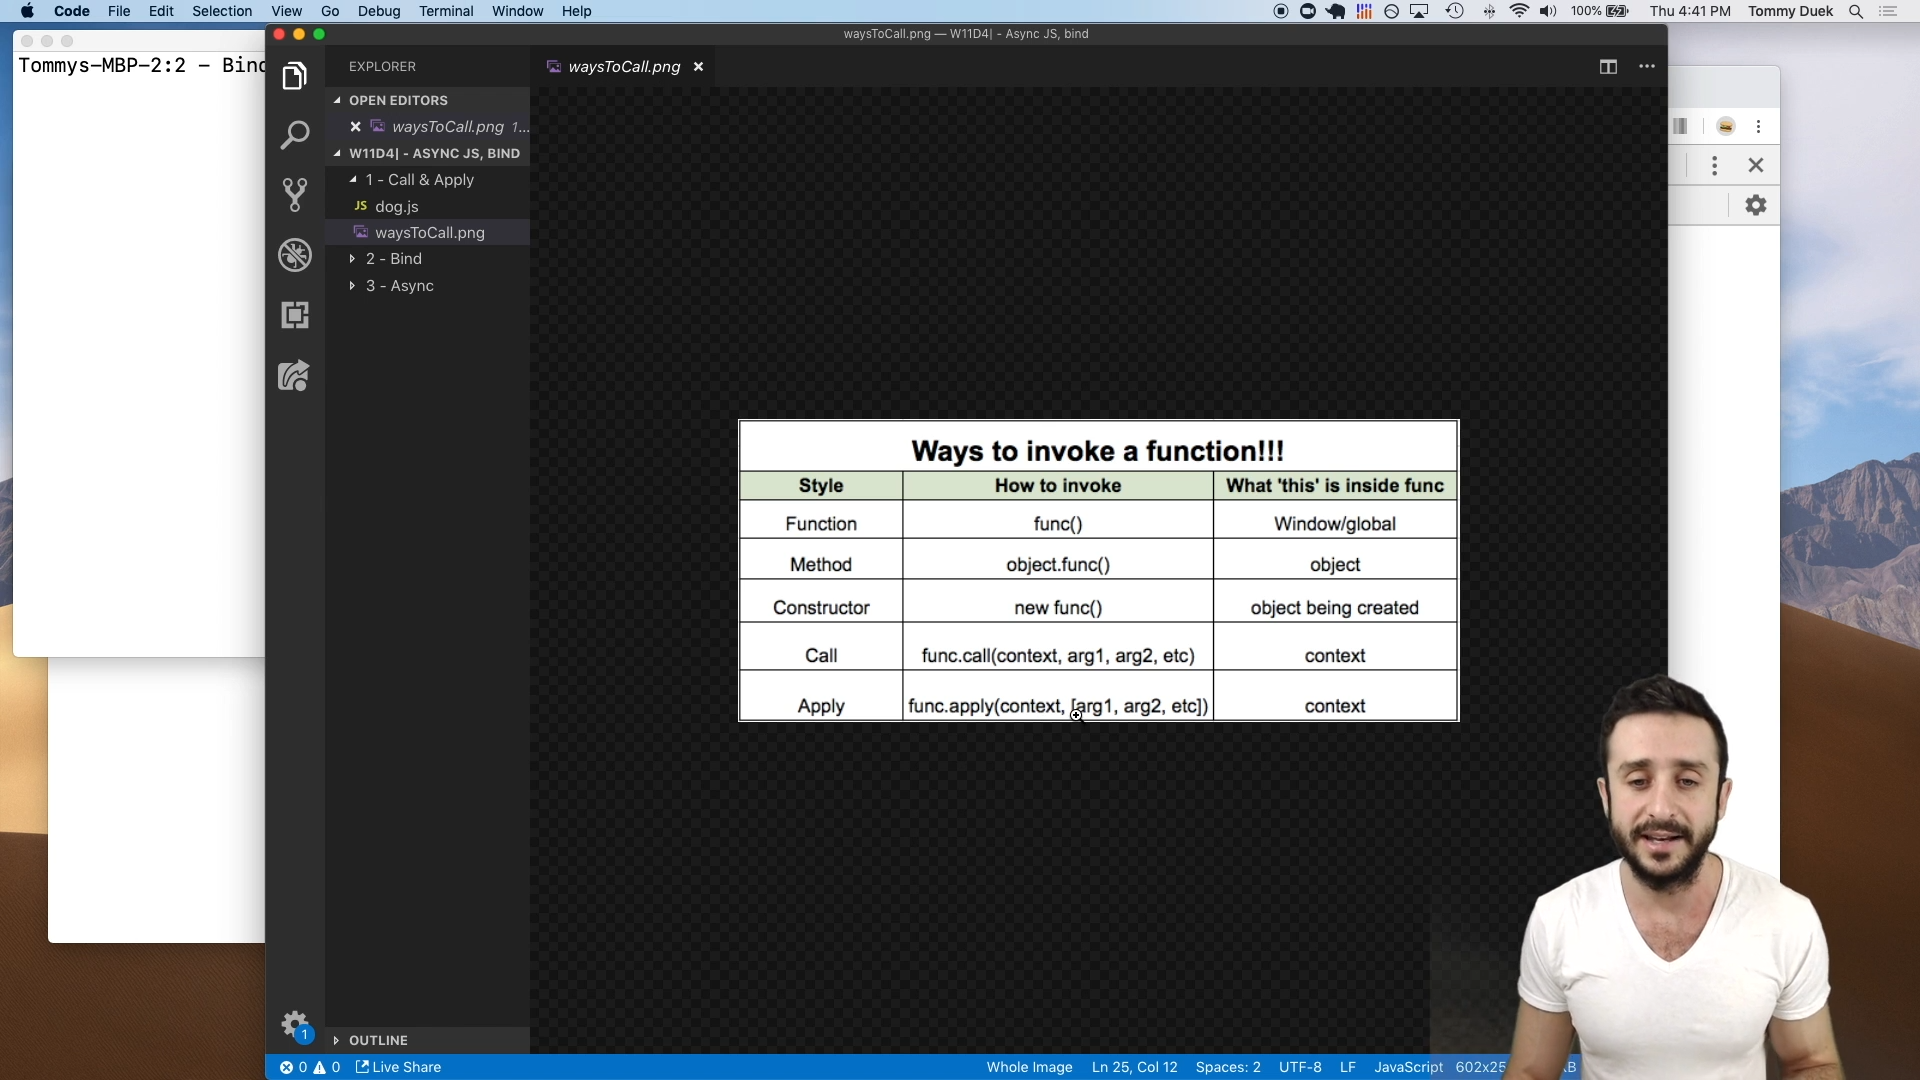 Code File Edit Selection View Go Debug Terminal Window Help
100% Thu 4:41 PM Tommy Duek
Tommys-MBP-2:2 - Bind
waysToCall.png — W11D4| - Async JS, bind
EXPLORER
waysToCall.png
OPEN EDITORS
waysToCall.png 1...
W11D4| - ASYNC JS, BIND
1 - Call & Apply
JS dog.js
waysToCall.png
2 - Bind
3 - Async
Ways to invoke a function!!!
Style How to invoke What 'this' is inside func
Function func() Window/global
Method object.func() object
Constructor new func() object being created
Call func.call(context, arg1, arg2, etc) context
Apply func.apply(context, [arg1, arg2, etc]) context
1
OUTLINE
0 0 Live Share
Whole Image Ln 25, Col 12 Spaces: 2 UTF-8 LF JavaScript